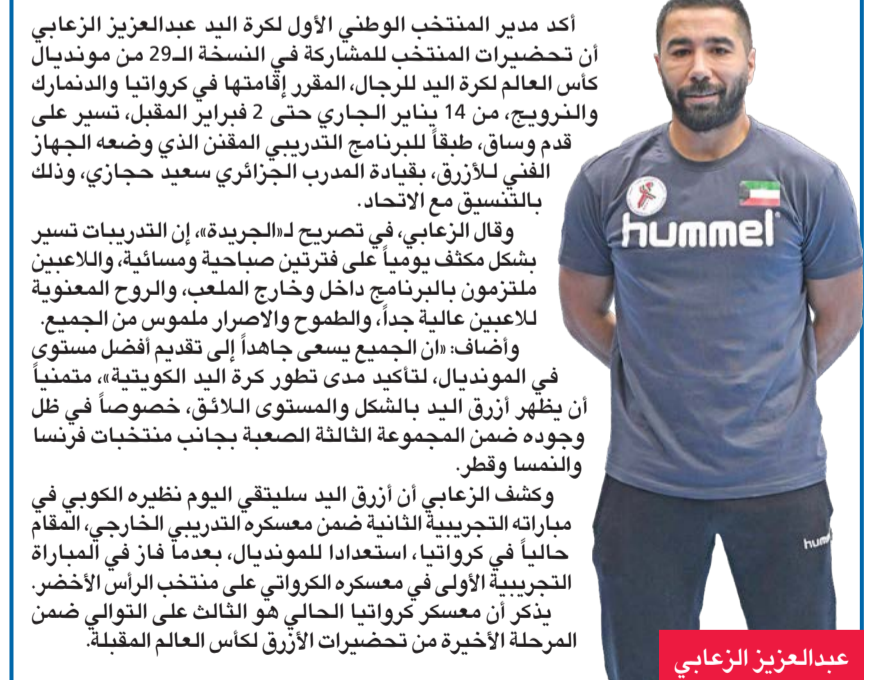 أكد مدير المنتخب الوطني الأول لكرة اليد عبدالعزيز الزعابي
أن تحضيرات المنتخب للمشاركة في النسخة الـ29 من مونديال
كأس العالم لكرة اليد للرجال، المقرر إقامتها في كرواتيا والدنمارك
والنرويج، من 14 يناير الجاري حتى 2 فبراير المقبل، تسير على
قدم وساق، طبقاً للبرنامج التدريبي المقنن الذي وضعه الجهاز
الفني للأزرق، بقيادة المدرب الجزائري سعيد حجازي، وذلك
بالتنسيق مع الاتحاد.
وقال الزعابي، في تصريح لـ«الجريدة»، إن التدريبات تسير
بشكل مكثف يومياً على فترتين صباحية ومسائية، واللاعبين
ملتزمون بالبرنامج داخل وخارج الملعب، والروح المعنوية
للاعبين عالية جداً، والطموح والاصرار ملموس من الجميع.
وأضاف: «ان الجميع يسعى جاهداً إلى تقديم أفضل مستوى
في المونديال، لتأكيد مدى تطور كرة اليد الكويتية»، متمنياً
أن يظهر أزرق اليد بالشكل والمستوى اللائق، خصوصاً في ظل
وجوده ضمن المجموعة الثالثة الصعبة بجانب منتخبات فرنسا
والنمسا وقطر.
وكشف الزعابي أن أزرق اليد سليتقي اليوم نظيره الكوبي في
مباراته التجريبية الثانية ضمن معسكره التدريبي الخارجي، المقام
حالياً في كرواتيا، استعدادا للمونديال، بعدما فاز في المباراة
التجريبية الأولى في معسكره الكرواتي على منتخب الرأس الأخضر.
يذكر أن معسكر كرواتيا الحالي هو الثالث على التوالي ضمن
المرحلة الأخيرة من تحضيرات الأزرق لكأس العالم المقبلة.
hummel
hummel
عبدالعزيز الزعابي